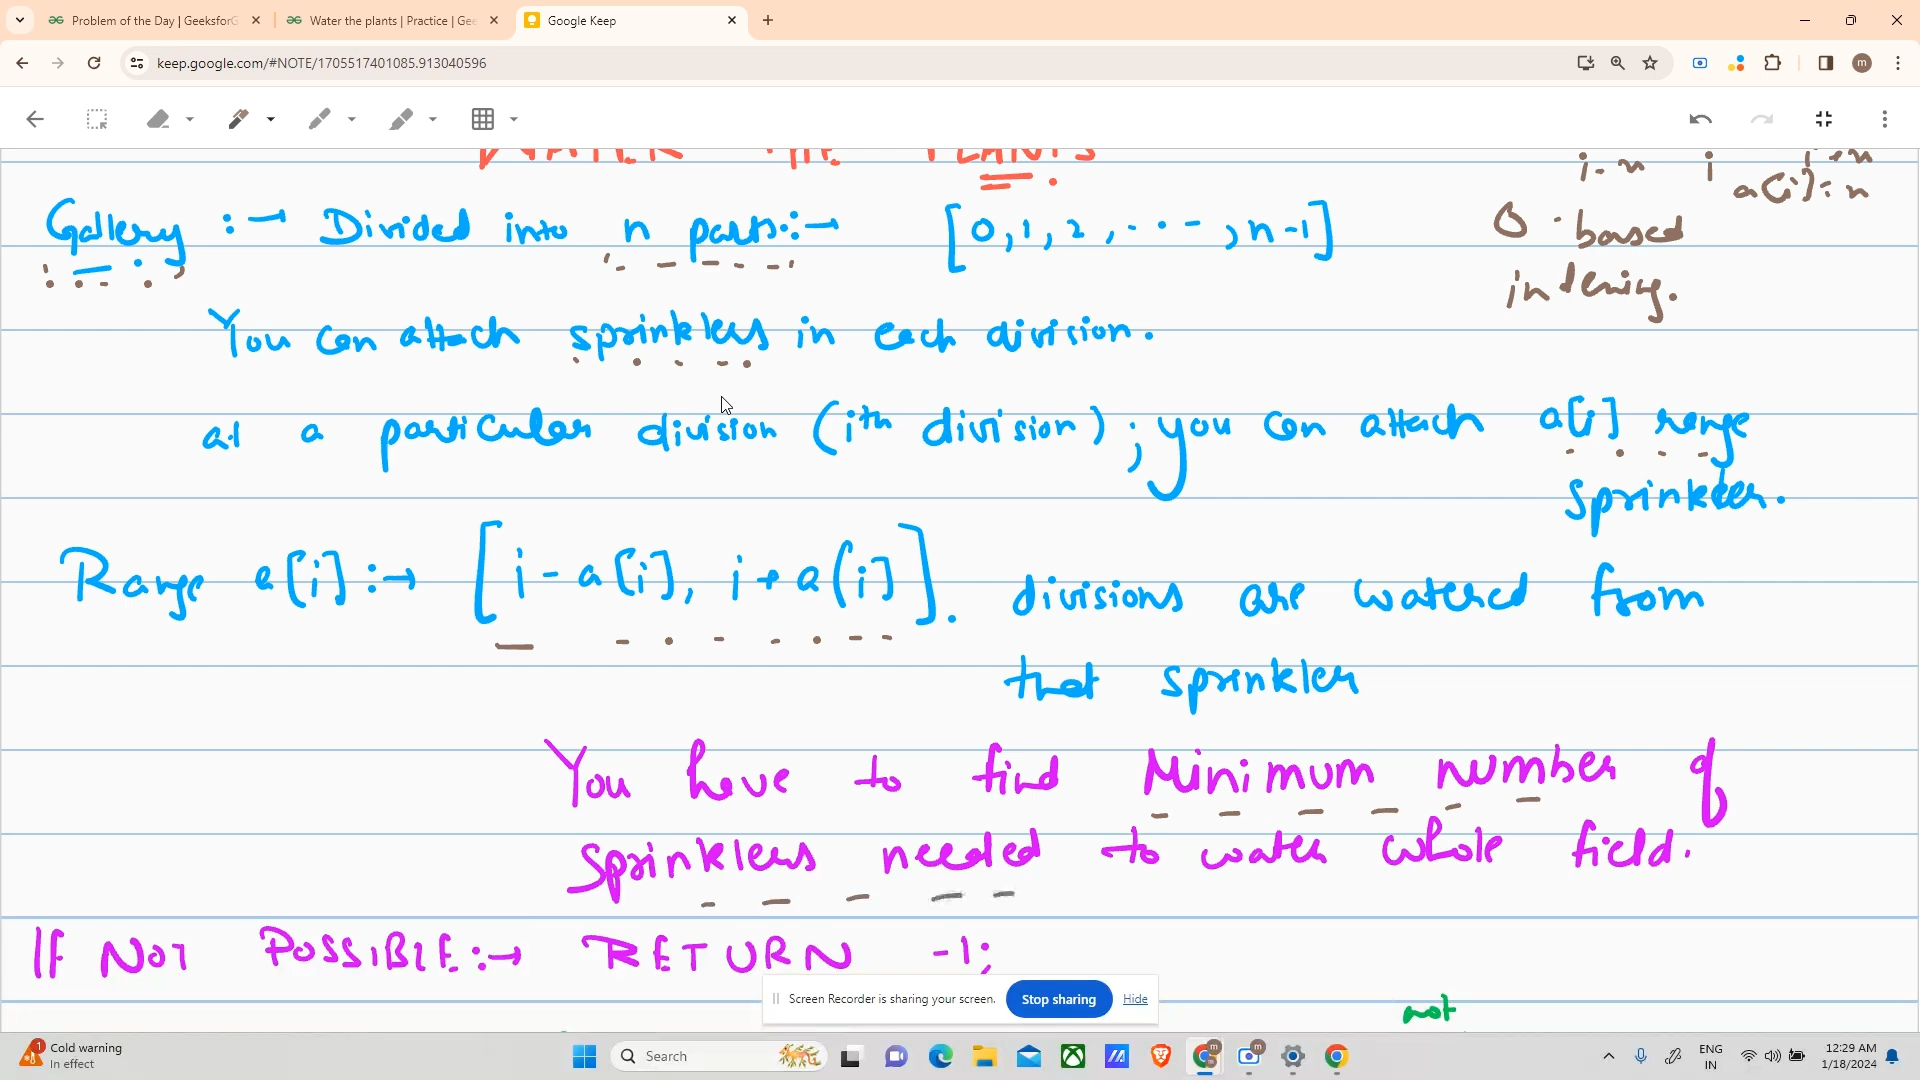 Problem of the Day | GeeksforG
Water the plants | Practice | Gee
Google Keep
keep.google.com/#NOTE/1705517401085.913040596
WATER THE PLANTS
i-n i i+n
a[i]=n
Gallery :→ Divided into n parts:→ [0,1,2,...,n-1]
0-based
indexing.
You can attach sprinklers in each division.
at a particular division (ith division); you can attach a[i] range
sprinkler.
Range a[i]:→ [i-a[i], i+a[i]]. divisions are watered from
that sprinkler
You have to find Minimum number of
sprinklers needed to water whole field.
If NOT POSSIBLE:→ RETURN -1;
Screen Recorder is sharing your screen. Stop sharing Hide
not
Cold warning
In effect
Search
ENG
IN
12:29 AM
1/18/2024